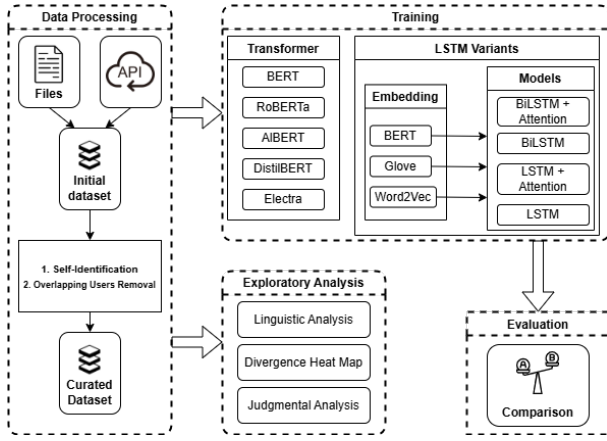 Data Processing
Files
API
Initial
dataset
1. Self-Identification
2. Overlapping Users Removal
Curated
Dataset
Training
Transformer
BERT
RoBERTa
AlBERT
DistilBERT
Electra
LSTM Variants
Embedding
BERT
Glove
Word2Vec
Models
BiLSTM +
Attention
BiLSTM
LSTM +
Attention
LSTM
Exploratory Analysis
Linguistic Analysis
Divergence Heat Map
Judgmental Analysis
Evaluation
A
B
Comparison